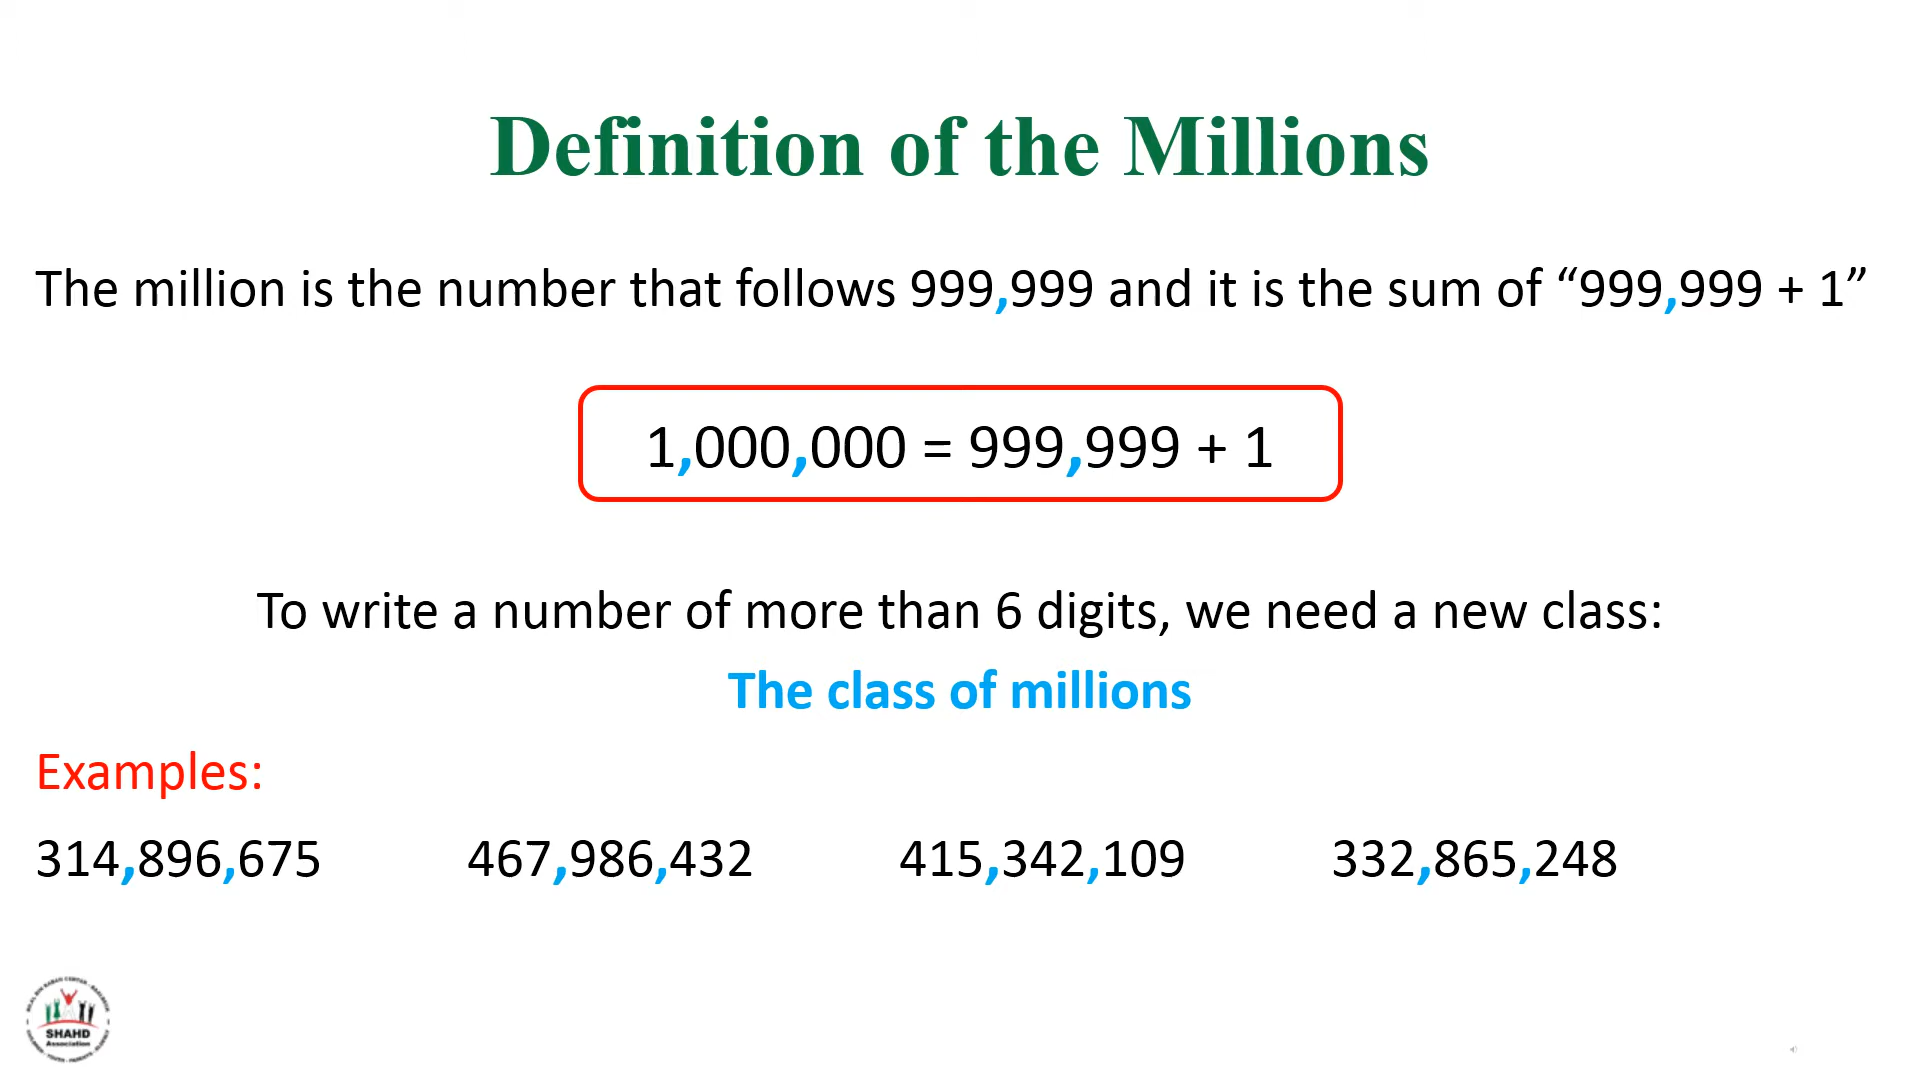 Definition of the Millions
The million is the number that follows 999,999 and it is the sum of “999,999 + 1”
1,000,000 = 999,999 + 1
To write a number of more than 6 digits, we need a new class:
The class of millions
Examples:
314,896,675 467,986,432 415,342,109 332,865,248
SHAHD
Association